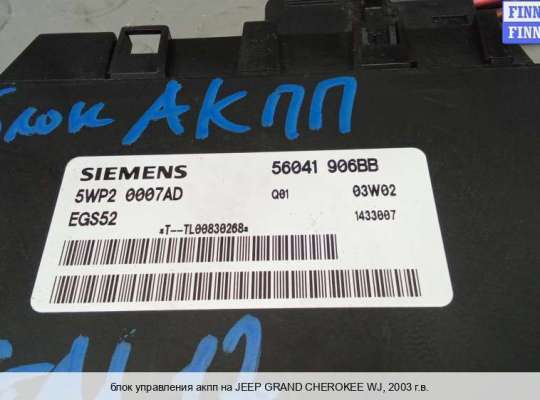 FINN
FINN
блок АКПП
SIEMENS 56041 906BB
5WP2 0007AD Q01 03W02
EGS52 1433007
*T--TL00830268*
блок управления акпп на JEEP GRAND CHEROKEE WJ, 2003 г.в.